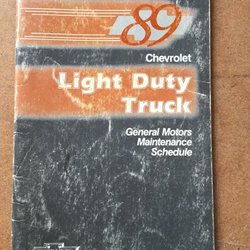 89
Chevrolet
Light Duty
Truck
General Motors
Maintenance
Schedule